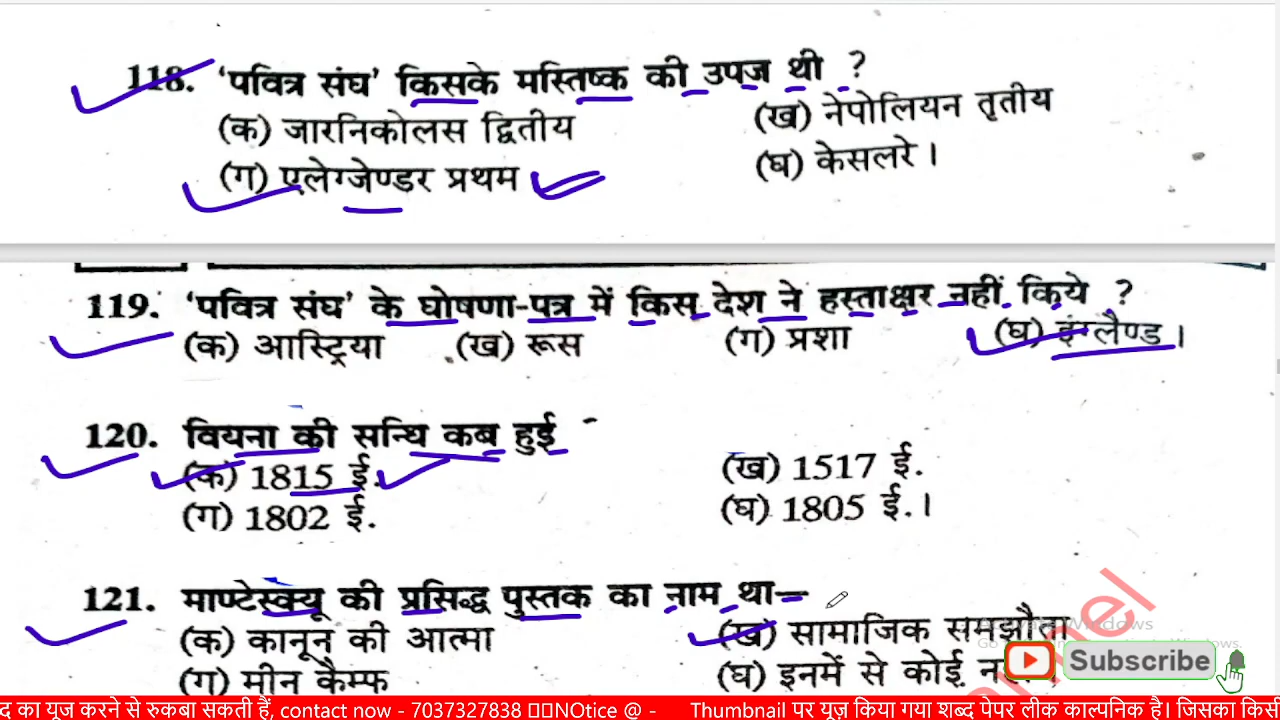 118. 'पवित्र संघ' किसके मस्तिष्क की उपज थी ?
(क) जारनिकोलस द्वितीय (ख) नेपोलियन तृतीय
(ग) एलेग्जेण्डर प्रथम (घ) केसलरे ।
119. 'पवित्र संघ' के घोषणा-पत्र में किस देश ने हस्ताक्षर नहीं किये ?
(क) आस्ट्रिया (ख) रूस (ग) प्रशा (घ) इंग्लैण्ड ।
120. वियना की सन्धि कब हुई -
(क) 1815 ई. (ख) 1517 ई.
(ग) 1802 ई. (घ) 1805 ई. ।
121. माण्टेस्क्यू की प्रसिद्ध पुस्तक का नाम था—
(क) कानून की आत्मा (ख) सामाजिक समझौता
(ग) मीन कैम्फ (घ) इनमें से कोई
Windows
Subscribe
द का यूज करने से रुकबा सकती हैं, contact now - 7037327838 NOtice @ - Thumbnail पर यूज़ किया गया शब्द पेपर लीक काल्पनिक है। जिसका किस